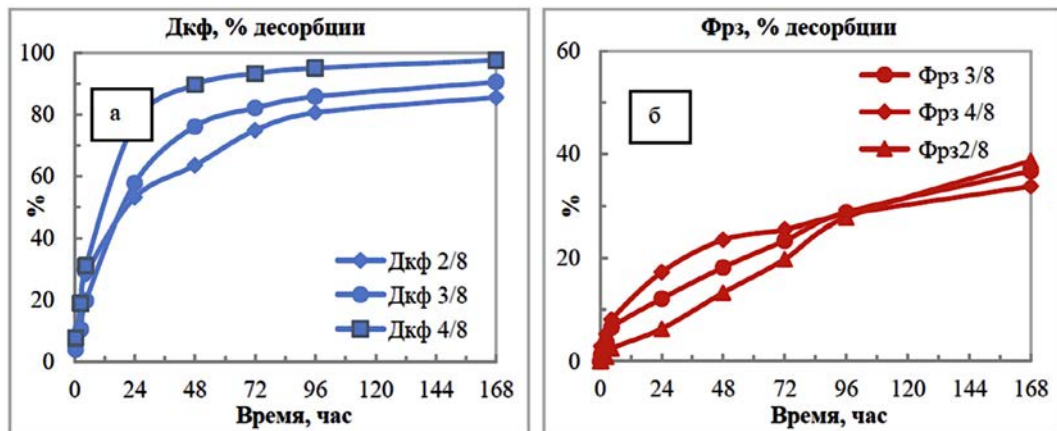 Дкф, % десорбции
100
80
60
40
20
0
%
а
Дкф 2/8
Дкф 3/8
Дкф 4/8
0 24 48 72 96 120 144 168
Время, час
Фрз, % десорбции
60
40
20
0
%
б
Фрз 3/8
Фрз 4/8
Фрз2/8
0 24 48 72 96 120 144 168
Время, час